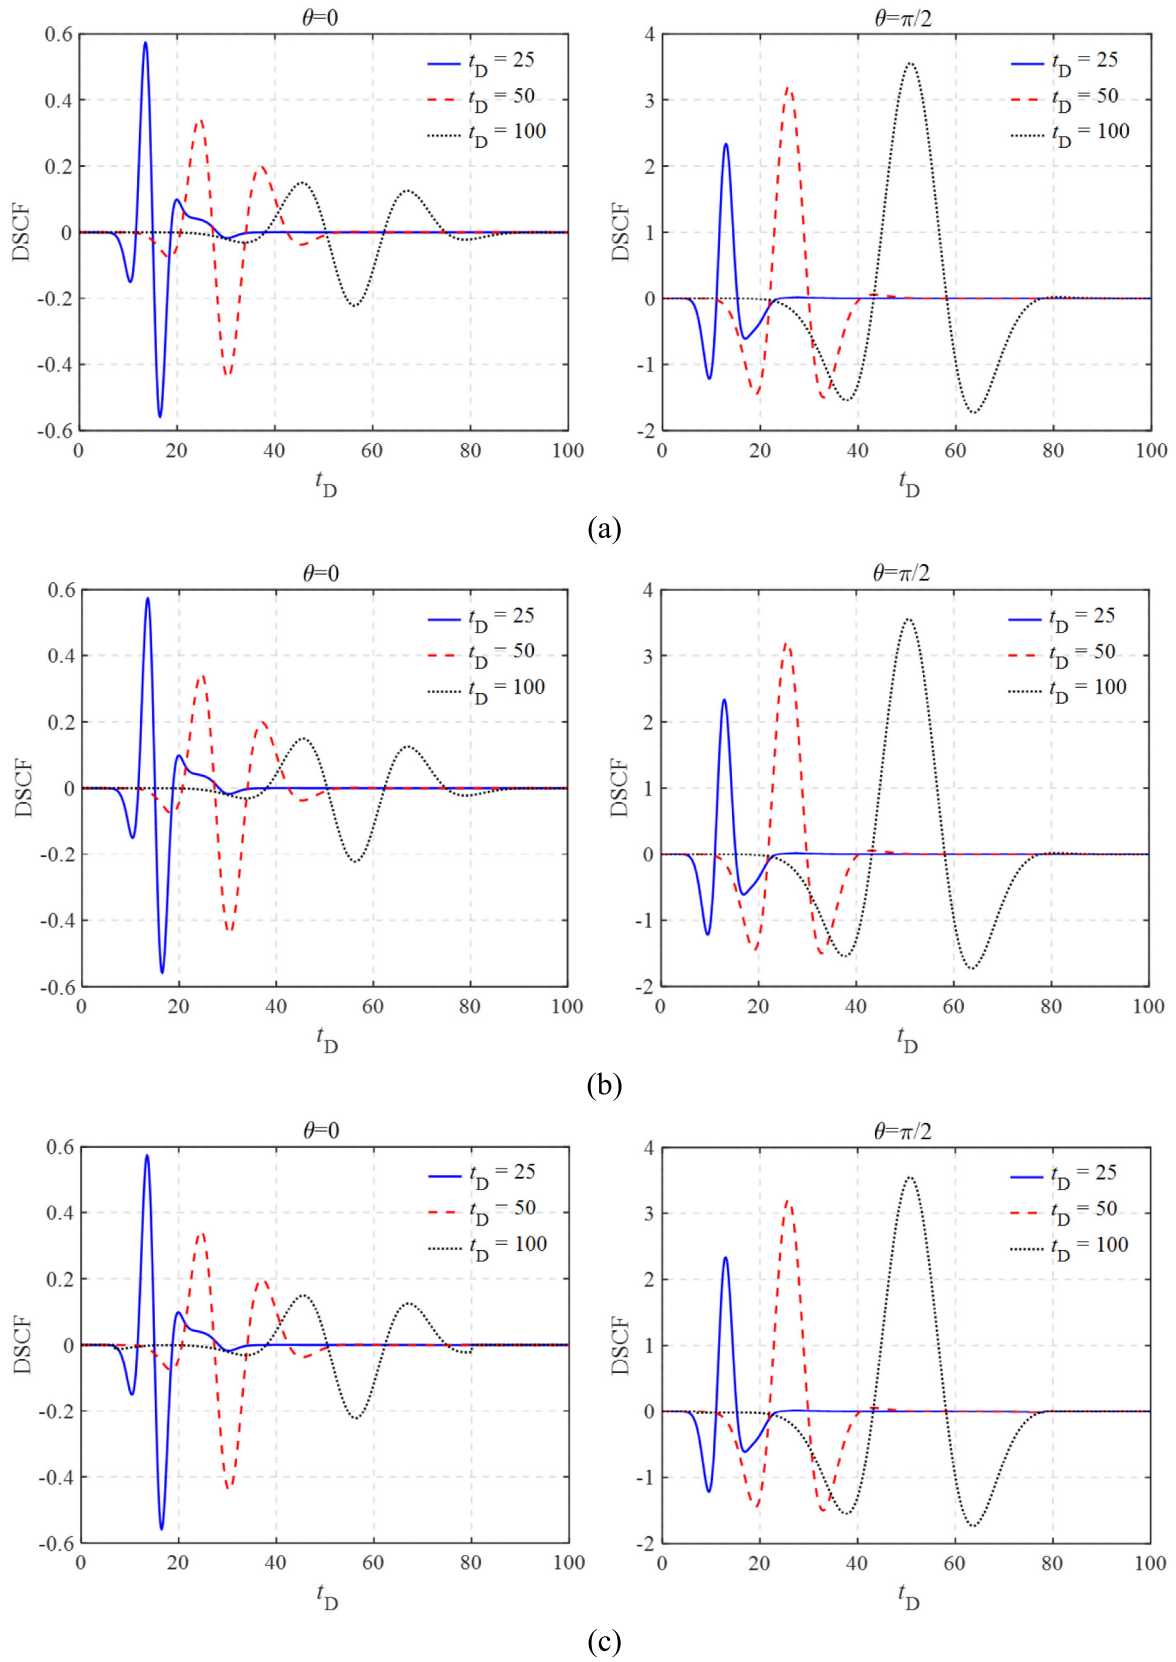 θ=0
θ=π/2
0.6
0.4
0.2
0
-0.2
-0.4
-0.6
DSCF
tD = 25
tD = 50
tD = 100
0 20 40 60 80 100
tD
4
3
2
1
0
-1
-2
DSCF
tD = 25
tD = 50
tD = 100
0 20 40 60 80 100
tD
(a)
θ=0
θ=π/2
0.6
0.4
0.2
0
-0.2
-0.4
-0.6
DSCF
tD = 25
tD = 50
tD = 100
0 20 40 60 80 100
tD
4
3
2
1
0
-1
-2
DSCF
tD = 25
tD = 50
tD = 100
0 20 40 60 80 100
tD
(b)
θ=0
θ=π/2
0.6
0.4
0.2
0
-0.2
-0.4
-0.6
DSCF
tD = 25
tD = 50
tD = 100
0 20 40 60 80 100
tD
4
3
2
1
0
-1
-2
DSCF
tD = 25
tD = 50
tD = 100
0 20 40 60 80 100
tD
(c)